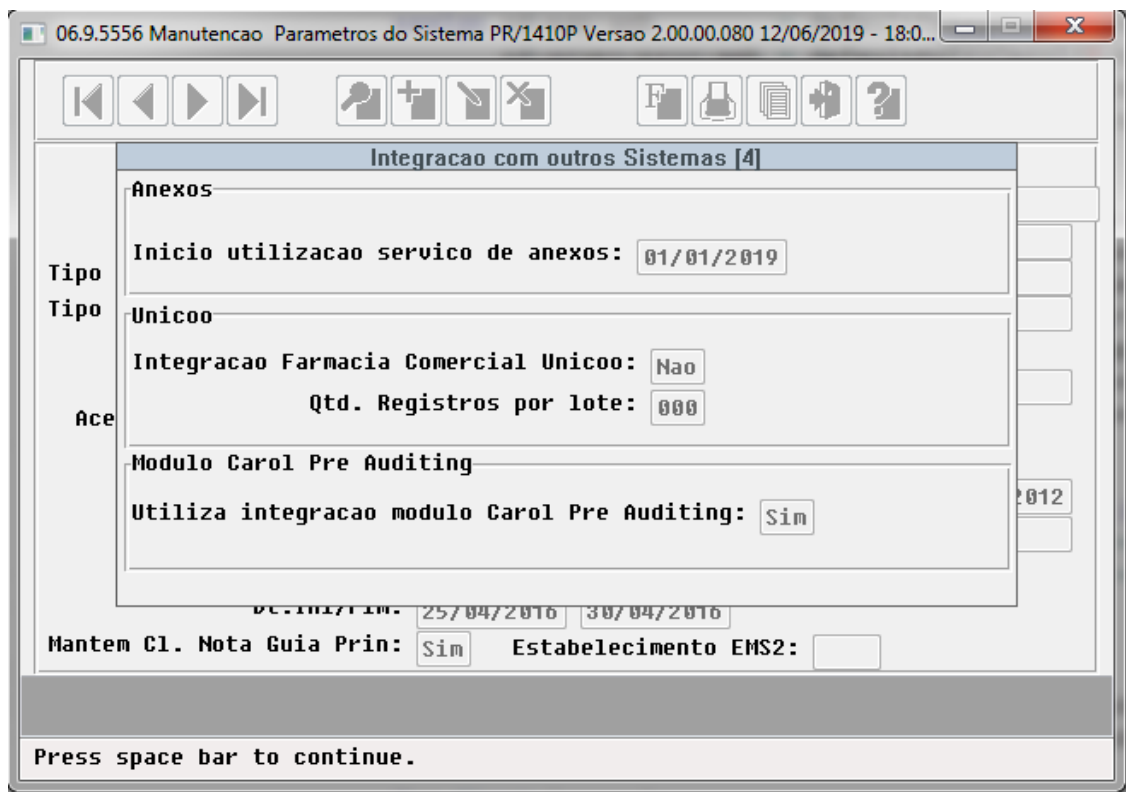 06.9.5556 Manutencao Parametros do Sistema PR/1410P Versao 2.00.00.080 12/06/2019 - 18:0...
F
Integracao com outros Sistemas [4]
Anexos
Inicio utilizacao servico de anexos: 01/01/2019
Tipo
Tipo
Unicoo
Integracao Farmacia Comercial Unicoo: Nao
Qtd. Registros por lote: 000
Ace
Modulo Carol Pre Auditing
2012
Utiliza integracao modulo Carol Pre Auditing: Sim
Dt.Ini/Fim: 25/04/2016 30/04/2016
Mantem Cl. Nota Guia Prin: Sim Estabelecimento EMS2:
Press space bar to continue.